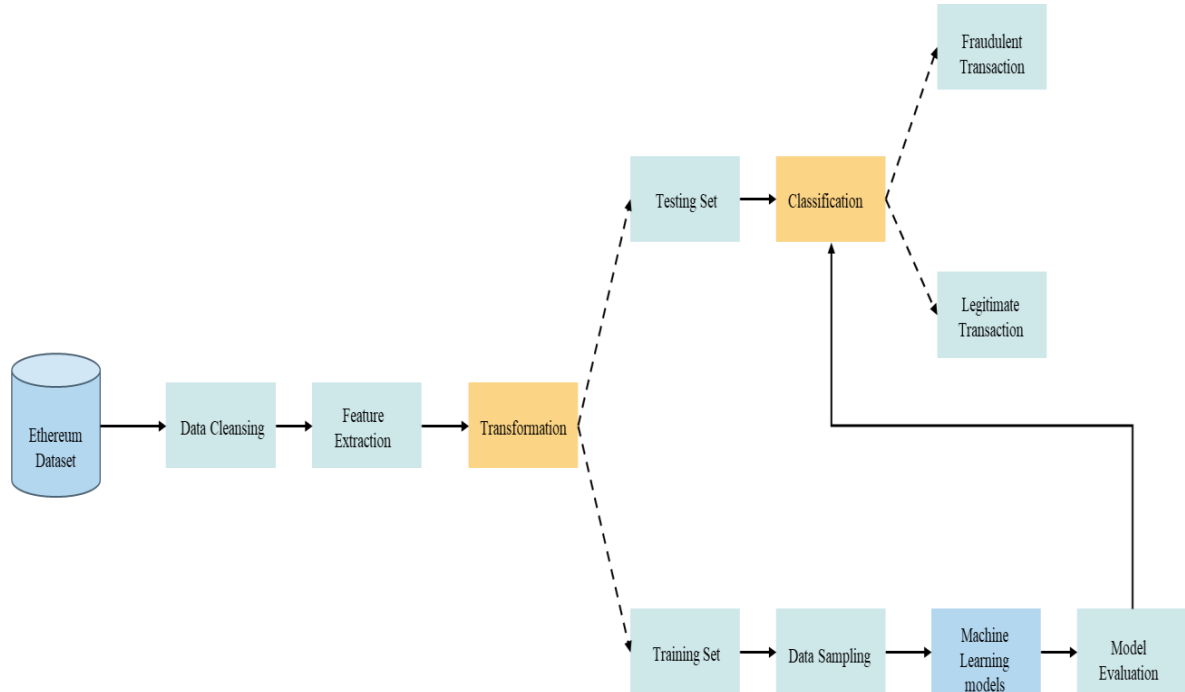 Fraudulent
Transaction
Testing Set
Classification
Legitimate
Transaction
Ethereum
Dataset
Data Cleansing
Feature
Extraction
Transformation
Training Set
Data Sampling
Machine
Learning
models
Model
Evaluation